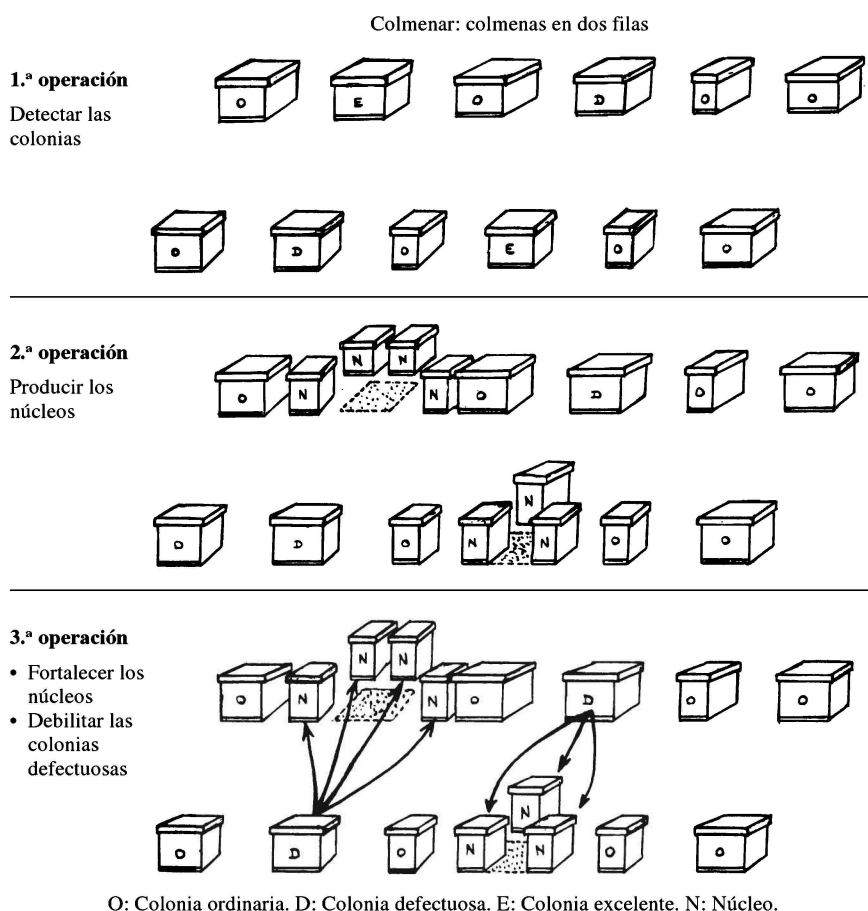 Colmenar: colmenas en dos filas
1.ª operación
Detectar las
colonias
O E O D O O
O D O E O O
2.ª operación
Producir los
núcleos
O N N N N O D O O
O D O N N N O O
3.ª operación
• Fortalecer los
núcleos
• Debilitar las
colonias
defectuosas
O N N N N O D O O
O D O N N N O O
O: Colonia ordinaria. D: Colonia defectuosa. E: Colonia excelente. N: Núcleo.